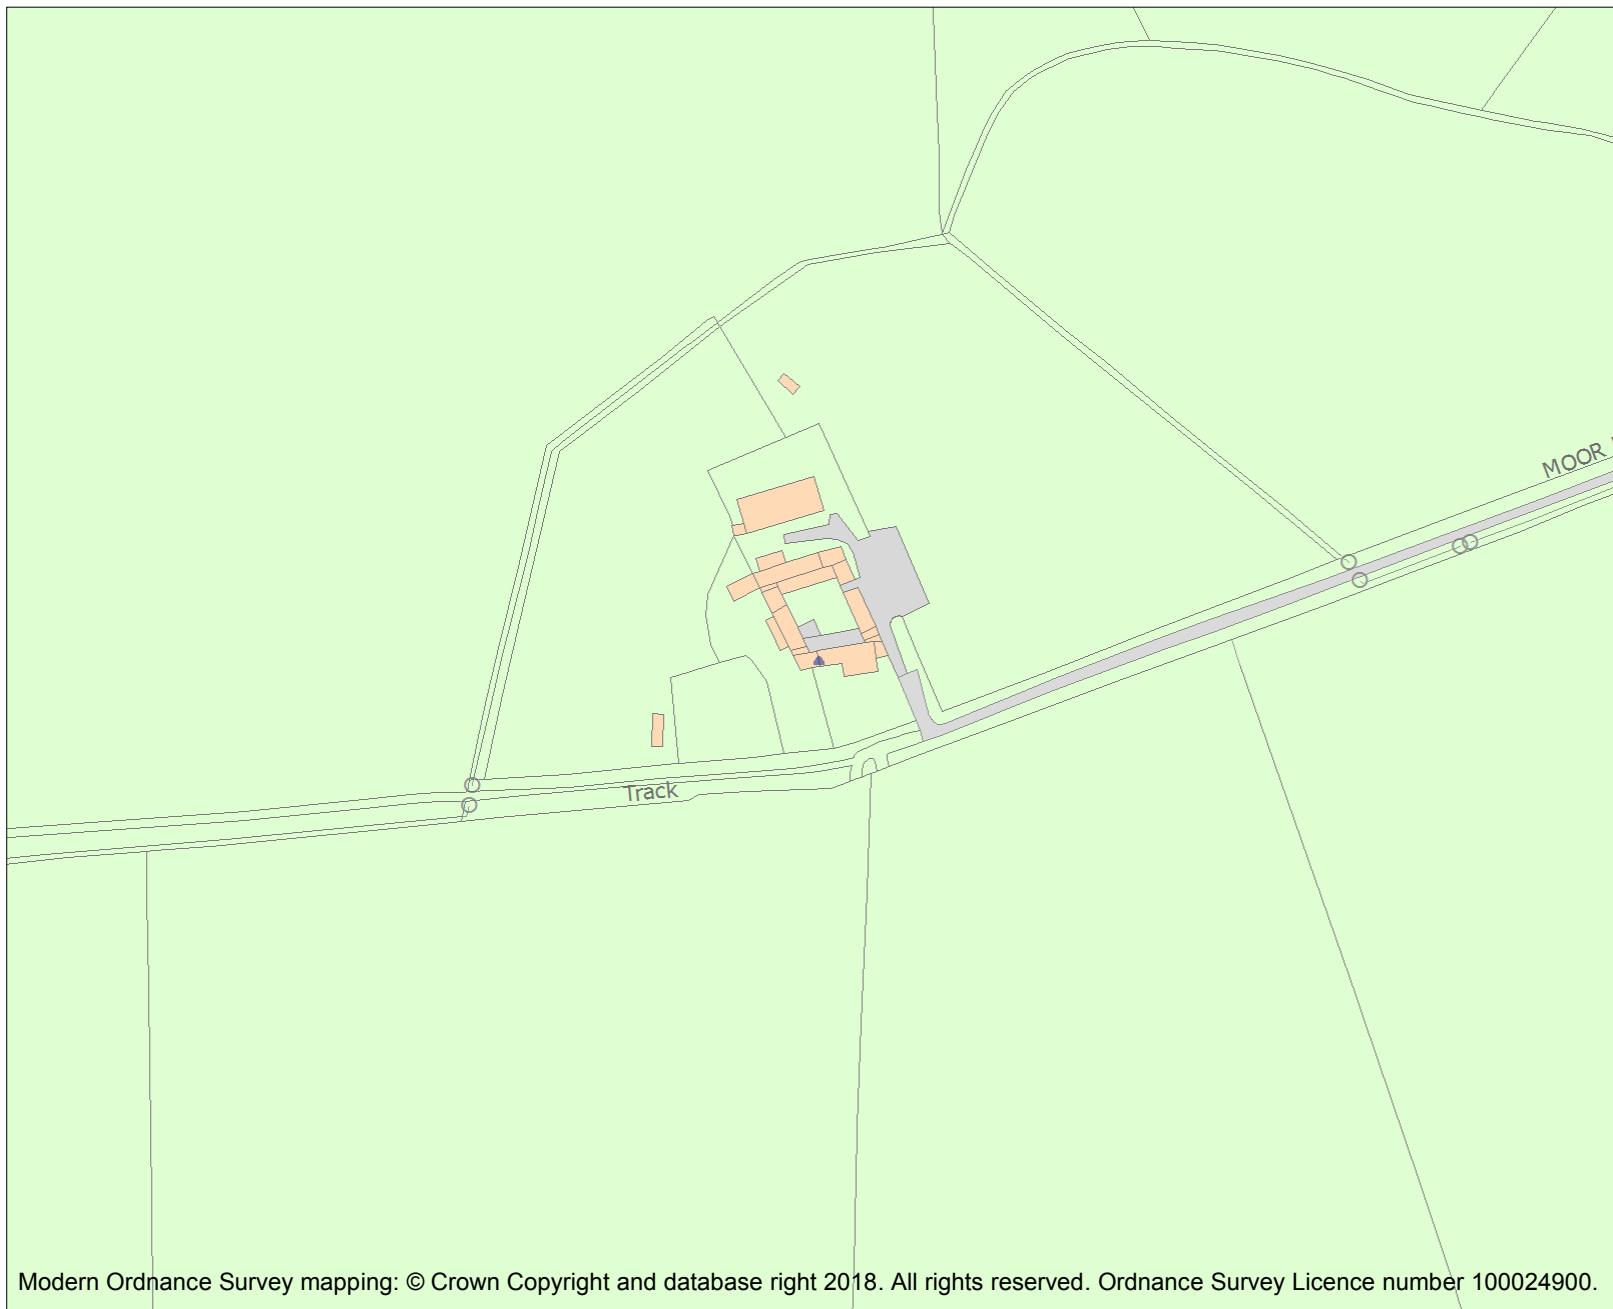 MOOR
Track
Modern Ordnance Survey mapping: © Crown Copyright and database right 2018. All rights reserved. Ordnance Survey Licence number 100024900.